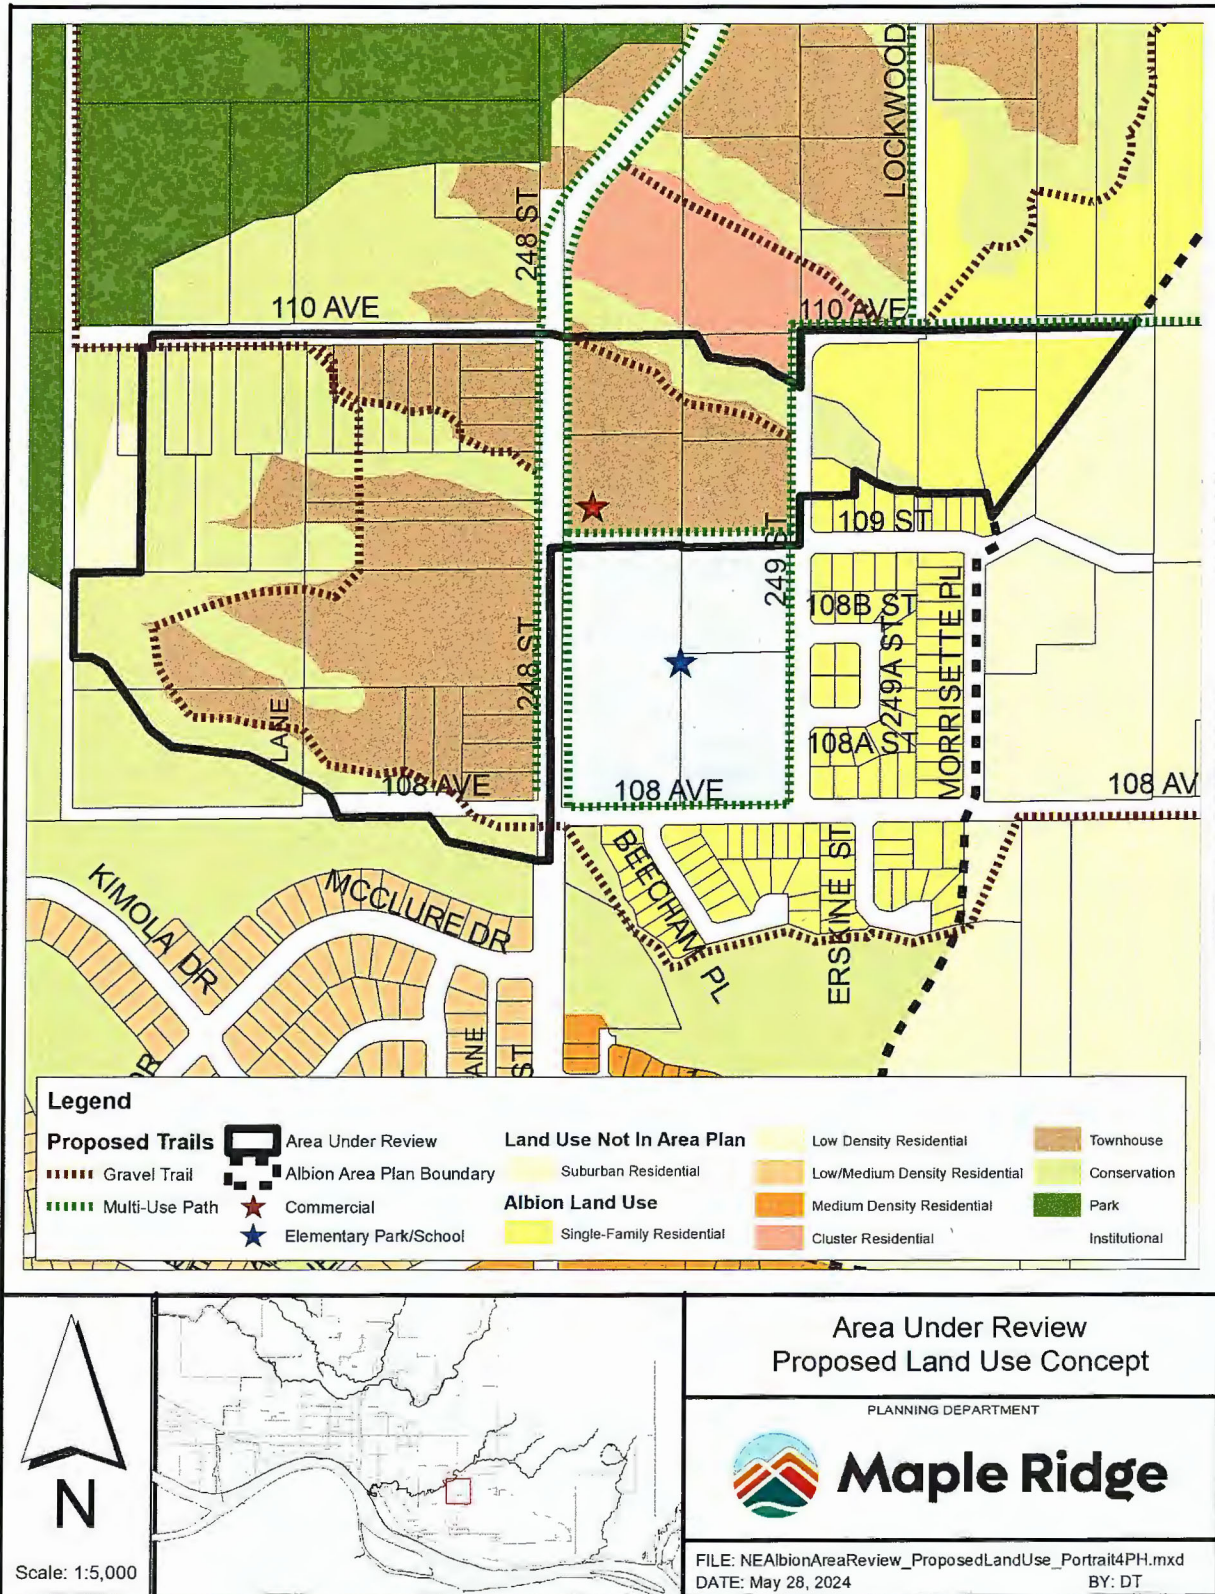 LOCKWOOD
248 ST
110 AVE
110 AVE
109 ST
249 ST
108B ST
249A ST
MORRISETTE PL
248 ST
LANE
108A ST
108 AVE
108 AVE
108 AV
BEECHAM PL
ERSKINE ST
KIMOLA DR
MCCLURE DR
DR
ANE
ST
Legend
Proposed Trails
Gravel Trail
Multi-Use Path
Area Under Review
Albion Area Plan Boundary
Commercial
Elementary Park/School
Land Use Not In Area Plan
Suburban Residential
Albion Land Use
Single-Family Residential
Low Density Residential
Low/Medium Density Residential
Medium Density Residential
Cluster Residential
Townhouse
Conservation
Park
Institutional
N
Scale: 1:5,000
Area Under Review
Proposed Land Use Concept
PLANNING DEPARTMENT
Maple Ridge
FILE: NEAlbionAreaReview_ProposedLandUse_Portrait4PH.mxd
DATE: May 28, 2024 BY: DT